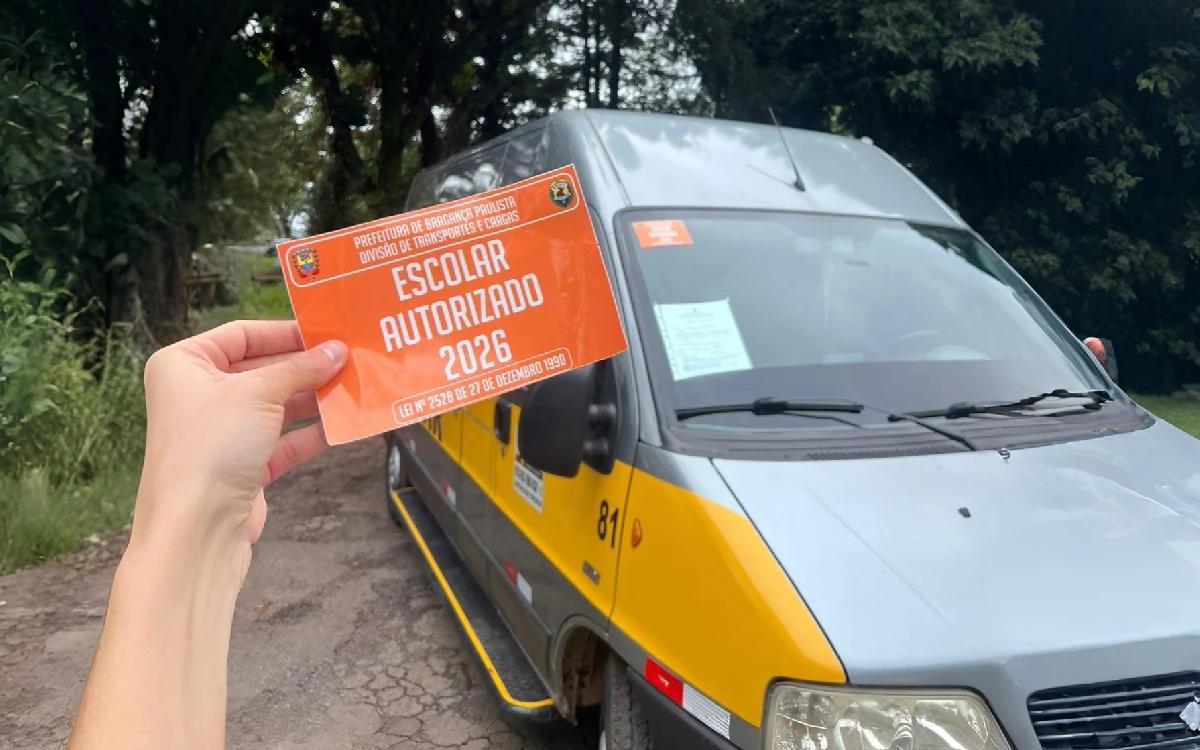 PREFEITURA DE BRAGANÇA PAULISTA
DIVISÃO DE TRANSPORTES E CARGAS
ESCOLAR
AUTORIZADO
2026
LEI Nº 2528 DE 27 DE DEZEMBRO 1990
81